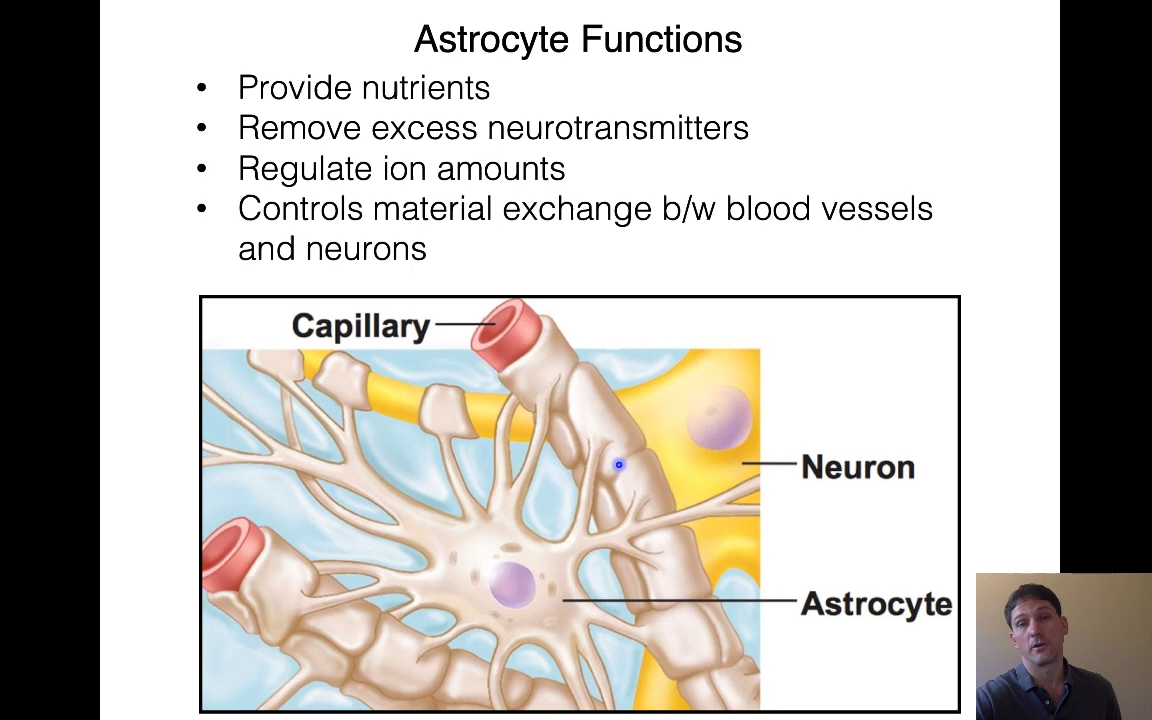 Astrocyte Functions
• Provide nutrients
• Remove excess neurotransmitters
• Regulate ion amounts
• Controls material exchange b/w blood vessels
and neurons
Capillary
Neuron
Astrocyte